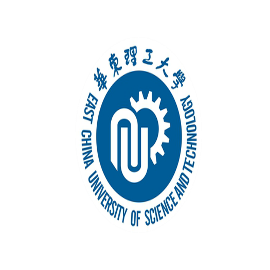 華東理工大學
EAST CHINA UNIVERSITY OF SCIENCE AND TECHNOLOGY